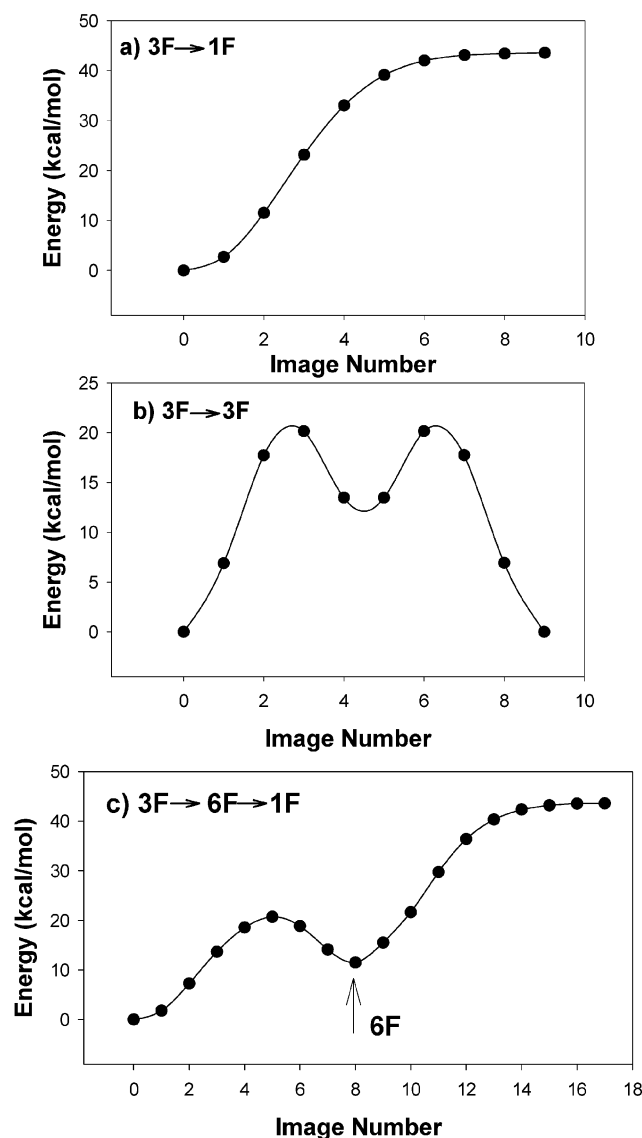 a) 3F→1F
50
40
30
20
10
0
Energy (kcal/mol)
0 2 4 6 8 10
Image Number
b) 3F→3F
25
20
15
10
5
0
Energy (kcal/mol)
0 2 4 6 8 10
Image Number
c) 3F→6F→1F
50
40
30
20
10
0
Energy (kcal/mol)
6F
0 2 4 6 8 10 12 14 16 18
Image Number